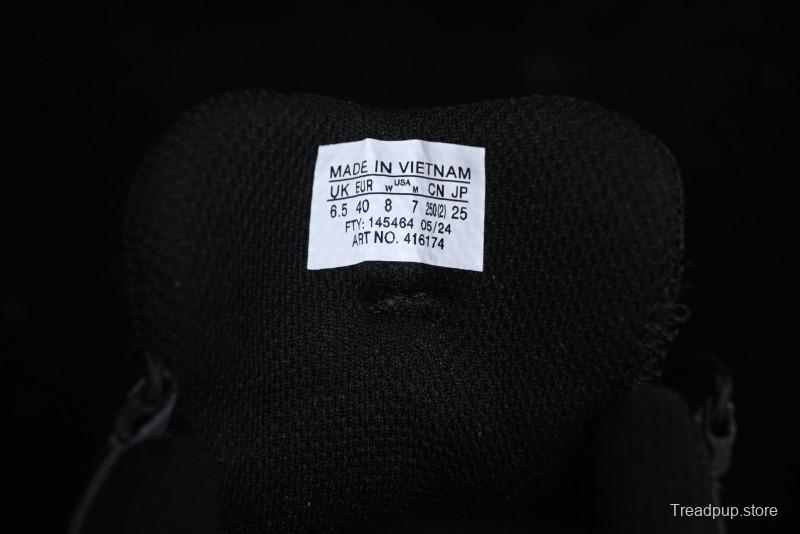 MADE IN VIETNAM
UK EUR W USA M CN JP
6.5 40 8 7 250(2) 25
FTY: 145464 05/24
ART NO. 416174
Treadpup.store